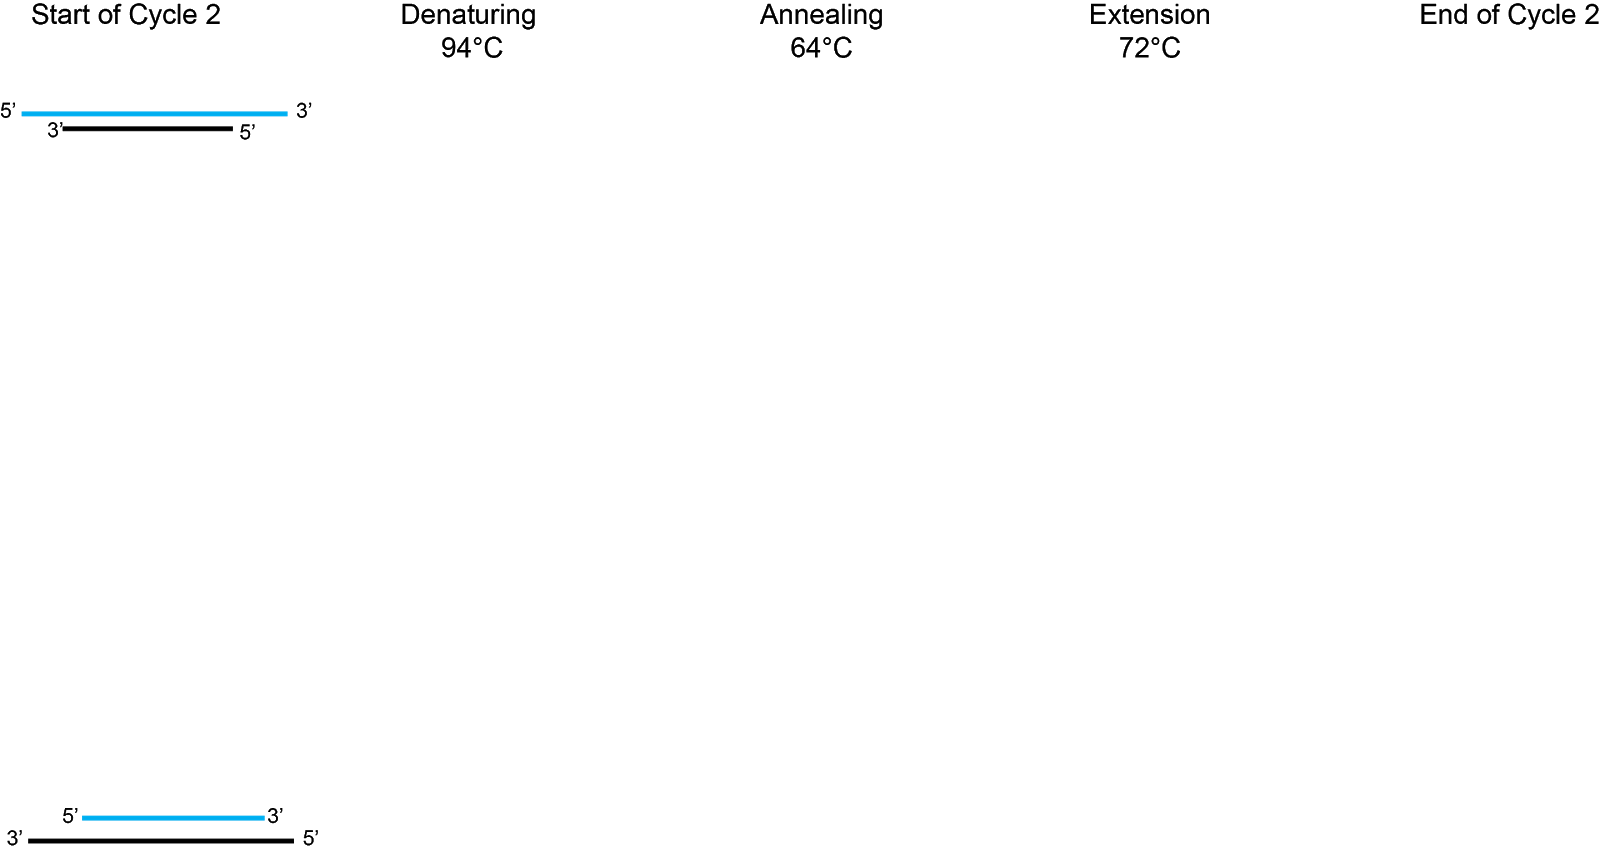 Start of Cycle 2 Denaturing Annealing Extension End of Cycle 2
94°C 64°C 72°C
5’ 3’
3’ 5’
5’ 3’
3’ 5’